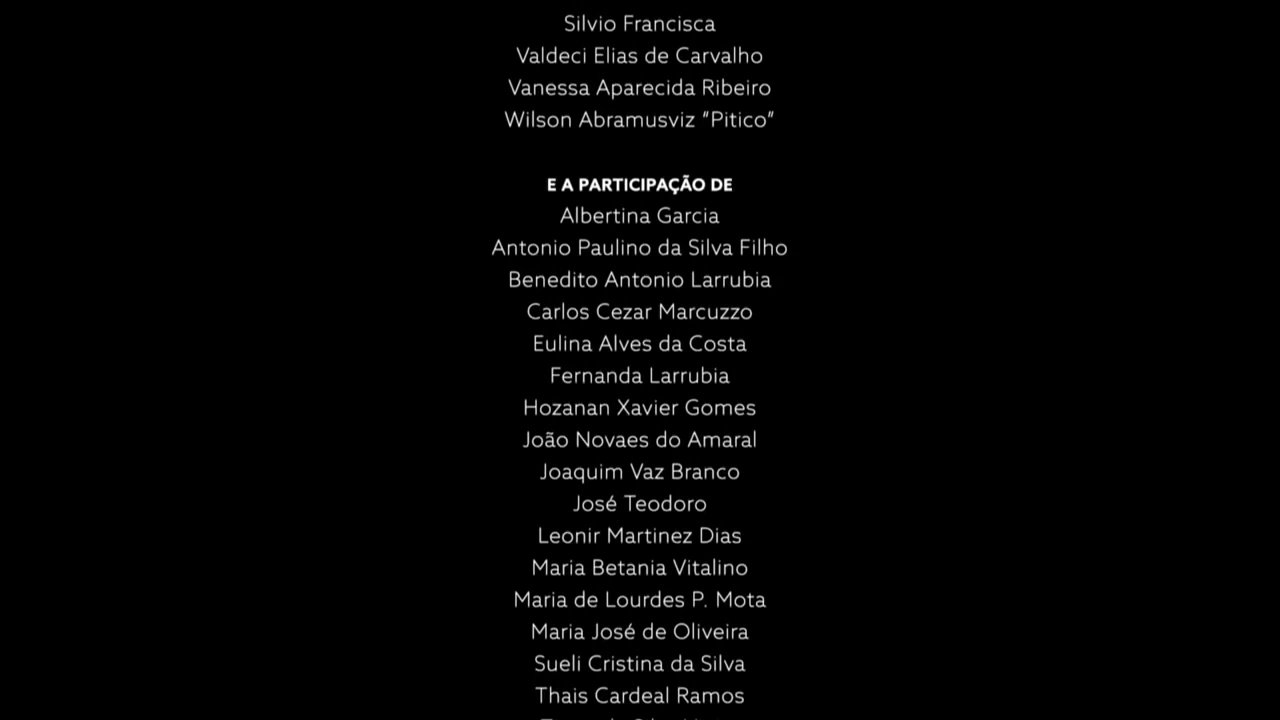 Silvio Francisca
Valdeci Elias de Carvalho
Vanessa Aparecida Ribeiro
Wilson Abramusviz "Pitico"
E A PARTICIPAÇÃO DE
Albertina Garcia
Antonio Paulino da Silva Filho
Benedito Antonio Larrubia
Carlos Cezar Marcuzzo
Eulina Alves da Costa
Fernanda Larrubia
Hozanan Xavier Gomes
João Novaes do Amaral
Joaquim Vaz Branco
José Teodoro
Leonir Martinez Dias
Maria Betania Vitalino
Maria de Lourdes P. Mota
Maria José de Oliveira
Sueli Cristina da Silva
Thais Cardeal Ramos